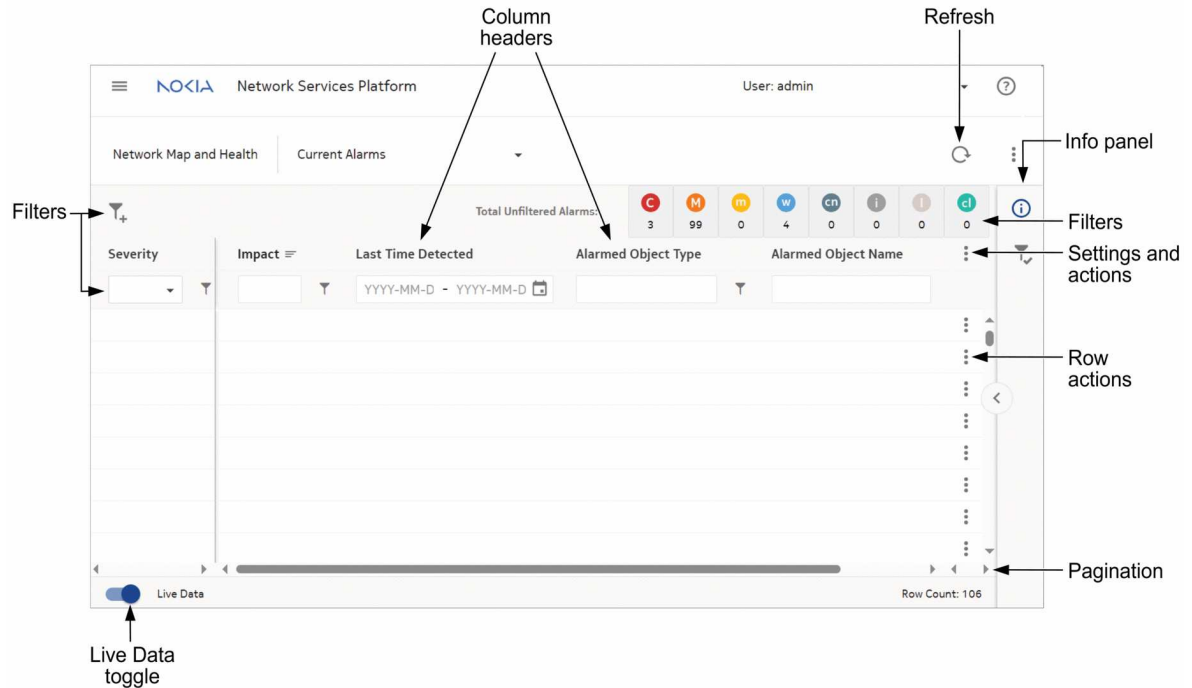 Column
headers
Refresh
NOKIA Network Services Platform User: admin ?
Info panel
Network Map and Health Current Alarms
Filters
Total Unfiltered Alarms: C M m w cn i I cl
3 99 0 4 0 0 0 0
i
Filters
Severity Impact Last Time Detected Alarmed Object Type Alarmed Object Name
Settings and
actions
YYYY-MM-D - YYYY-MM-D
Row
actions
Pagination
Live Data Row Count: 106
Live Data
toggle